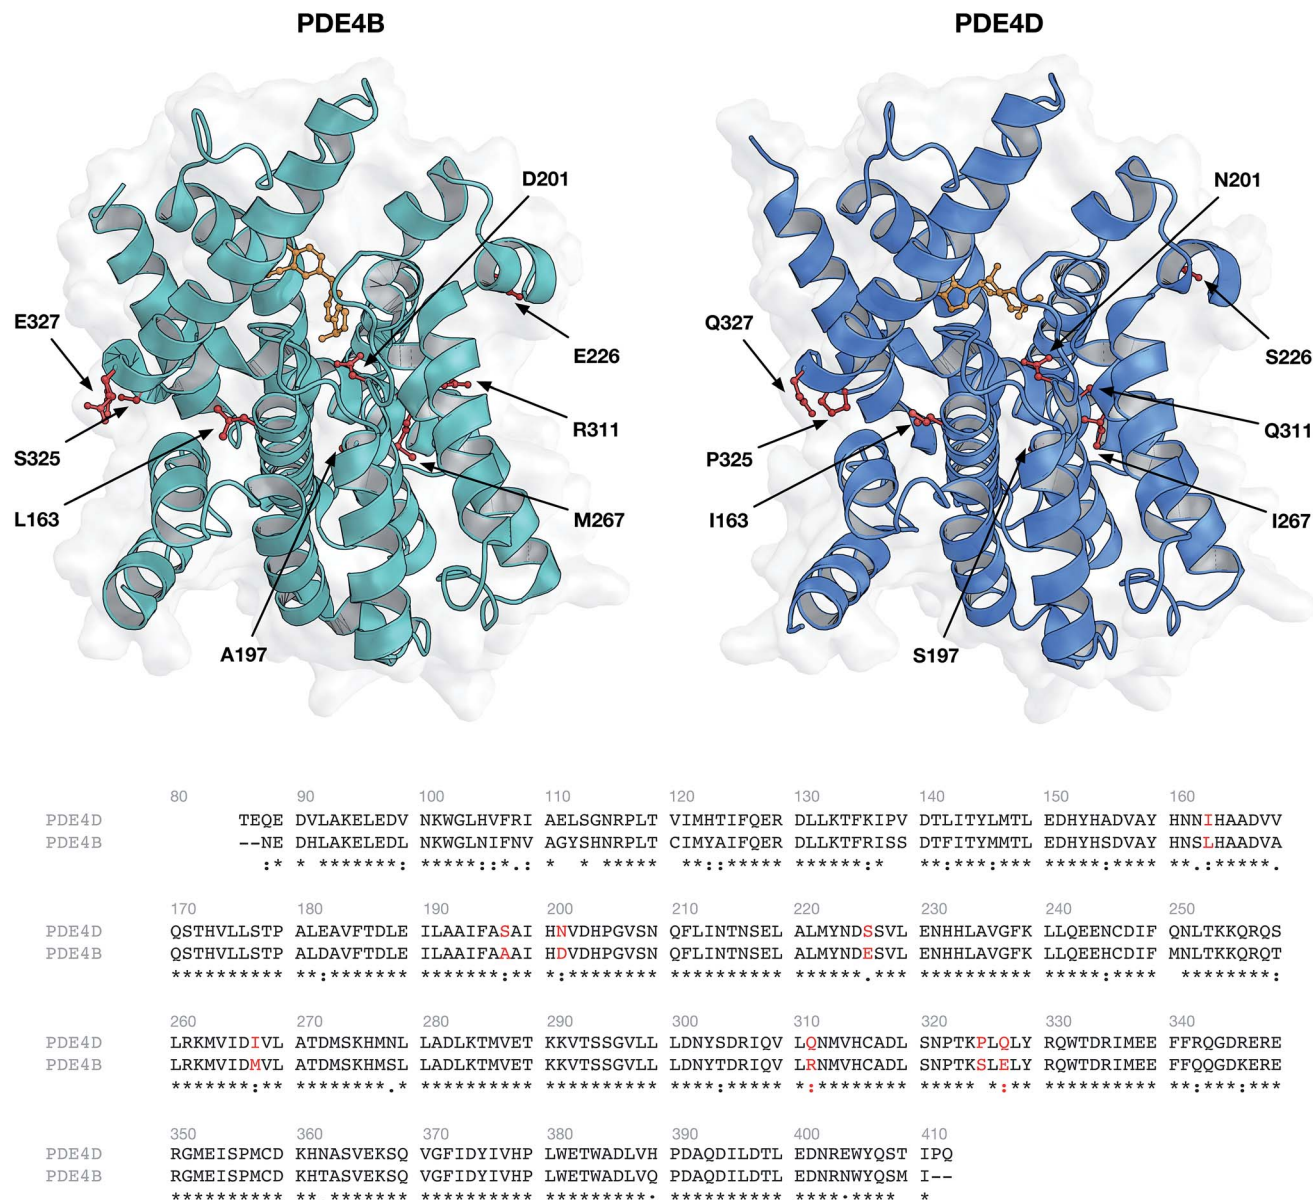 PDE4B PDE4D
D201 N201
E327 Q327
E226 S226
R311 Q311
S325 P325
L163 I163
M267 I267
A197 S197
80 90 100 110 120 130 140 150 160
PDE4D TEQE DVLAKELEDV NKWGLHVFRI AELSGNRPLT VIMHTIFQER DLLKTFKIPV DTLITYLMTL EDHYHADVAY HNNIHAADVV
PDE4B --NE DHLAKELEDL NKWGLNIFNV AGYSHNRPLT CIMYAIFQER DLLKTFRISS DTFITYMMTL EDHYHSDVAY HNSLHAADVA
:* * *******: *****::*.: * * ***** **::***** ******:* **:***:*** *****:**** **.:*****.
170 180 190 200 210 220 230 240 250
PDE4D QSTHVLLSTP ALEAVFTDLE ILAAIFASAI HNVDHPGVSN QFLINTNSEL ALMYNDSSVL ENHHLAVGFK LLQEENCDIF QNLTKKQRQS
PDE4B QSTHVLLSTP ALDAVFTDLE ILAAIFAAAI HDVDHPGVSN QFLINTNSEL ALMYNDESVL ENHHLAVGFK LLQEEHCDIF MNLTKKQRQT
********** **:******* *******:** *:******** ********** ******.*** ********** *****:**** ********:
260 270 280 290 300 310 320 330 340
PDE4D LRKMVIDIVL ATDMSKHMNL LADLKTMVET KKVTSSGVLL LDNYSDRIQV LQNMVHCADL SNPTKPLQLY RQWTDRIMEE FFRQGDRERE
PDE4B LRKMVIDMVL ATDMSKHMSL LADLKTMVET KKVTSSGVLL LDNYTDRIQV LRNMVHCADL SNPTKSLELY RQWTDRIMEE FFQQGDKERE
*******:** ********.* ********** ********** ****:***** *:******** ***** *:** ********** **:***:***
350 360 370 380 390 400 410
PDE4D RGMEISPMCD KHNASVEKSQ VGFIDYIVHP LWETWADLVH PDAQDILDTL EDNREWYQST IPQ
PDE4B RGMEISPMCD KHTASVEKSQ VGFIDYIVHP LWETWADLVQ PDAQDILDTL EDNRNWYQSM I--
********** ** ******* ********** *********. ********** ****.**** *